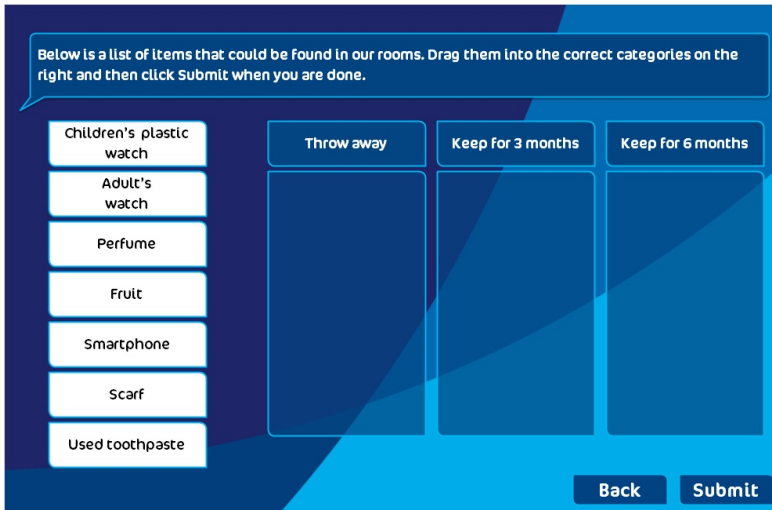 Below is a list of items that could be found in our rooms. Drag them into the correct categories on the
right and then click Submit when you are done.
Children's plastic
watch
Adult's
watch
Perfume
Fruit
Smartphone
Scarf
Used toothpaste
Throw away
Keep for 3 months
Keep for 6 months
Back
Submit